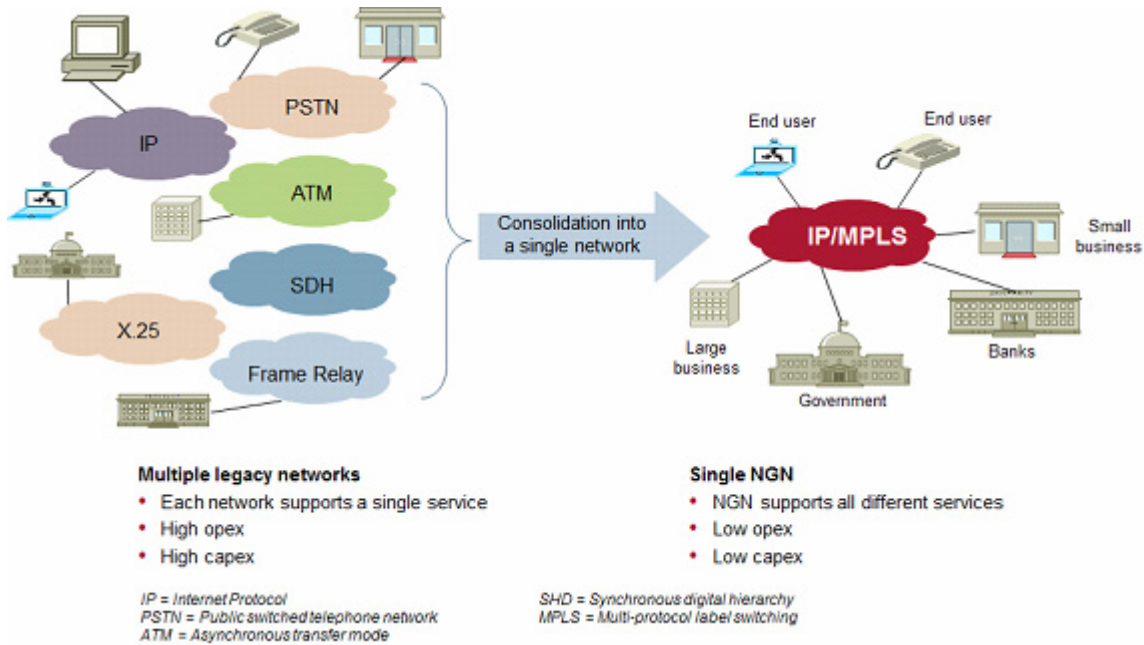 PSTN
IP
ATM
SDH
X.25
Frame Relay
Consolidation into
a single network
End user
End user
IP/MPLS
Small
business
Large
business
Banks
Government
Multiple legacy networks
• Each network supports a single service
• High opex
• High capex
Single NGN
• NGN supports all different services
• Low opex
• Low capex
IP = Internet Protocol
PSTN = Public switched telephone network
ATM = Asynchronous transfer mode
SHD = Synchronous digital hierarchy
MPLS = Multi-protocol label switching